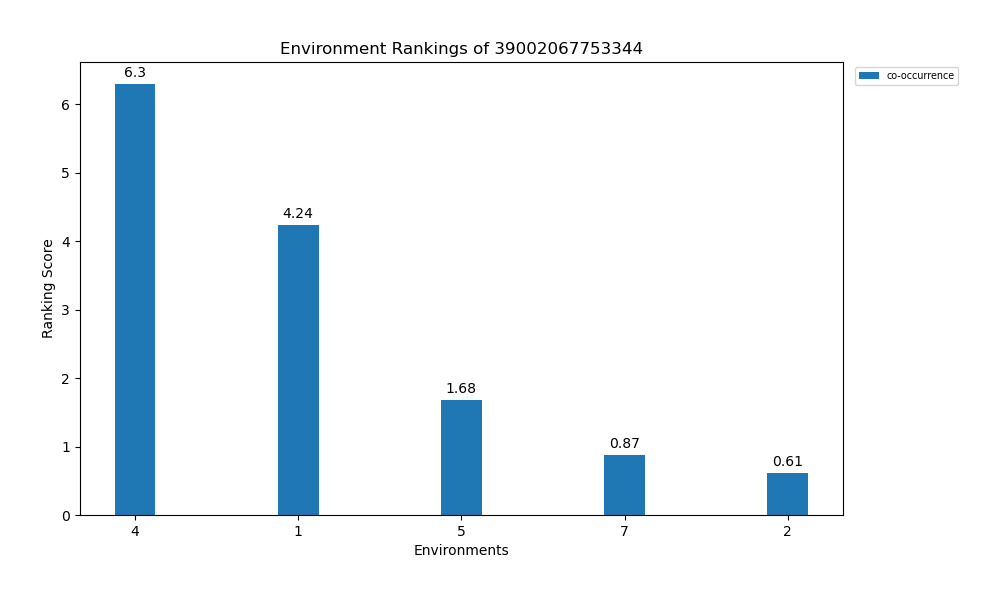 Environment Rankings of 39002067753344
co-occurrence
Ranking Score
6
5
4
3
2
1
0
6.3
4.24
1.68
0.87
0.61
4 1 5 7 2
Environments